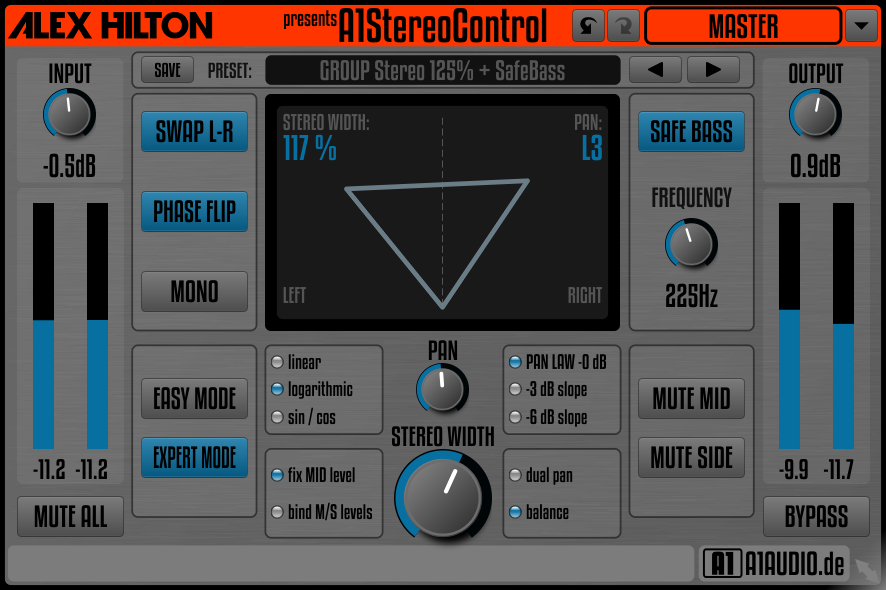 ALEX HILTON presents A1StereoControl MASTER
INPUT SAVE PRESET: GROUP Stereo 125% + SafeBass OUTPUT
-0.5dB 0.9dB
SWAP L-R
PHASE FLIP
MONO
STEREO WIDTH: PAN:
117 % L3
LEFT RIGHT
SAFE BASS
FREQUENCY
225Hz
EASY MODE
EXPERT MODE
linear
logarithmic
sin / cos
PAN
PAN LAW -0 dB
-3 dB slope
-6 dB slope
STEREO WIDTH
fix MID level
bind M/S levels
dual pan
balance
MUTE MID
MUTE SIDE
-11.2 -11.2
-9.9 -11.7
MUTE ALL
BYPASS
A1 A1AUDIO.de